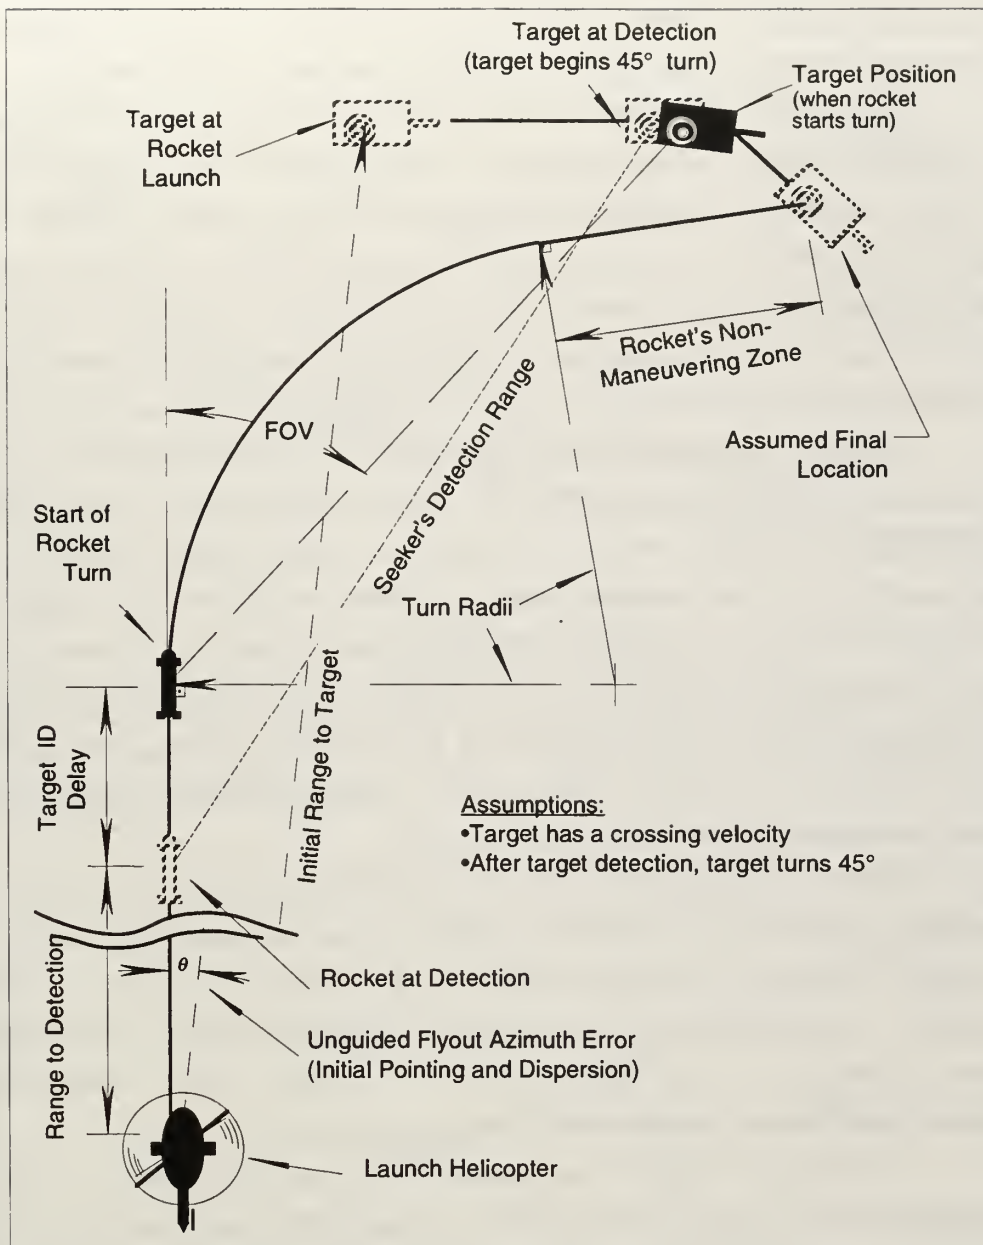 Target at Detection
(target begins 45° turn)
Target Position
(when rocket
starts turn)
Target at
Rocket
Launch
Rocket's Non-
Maneuvering Zone
FOV
Assumed Final
Location
Seeker's Detection Range
Start of
Rocket
Turn
Turn Radii
Initial Range to Target
Target ID
Delay
Assumptions:
•Target has a crossing velocity
•After target detection, target turns 45°
Range to Detection
θ
Rocket at Detection
Unguided Flyout Azimuth Error
(Initial Pointing and Dispersion)
Launch Helicopter